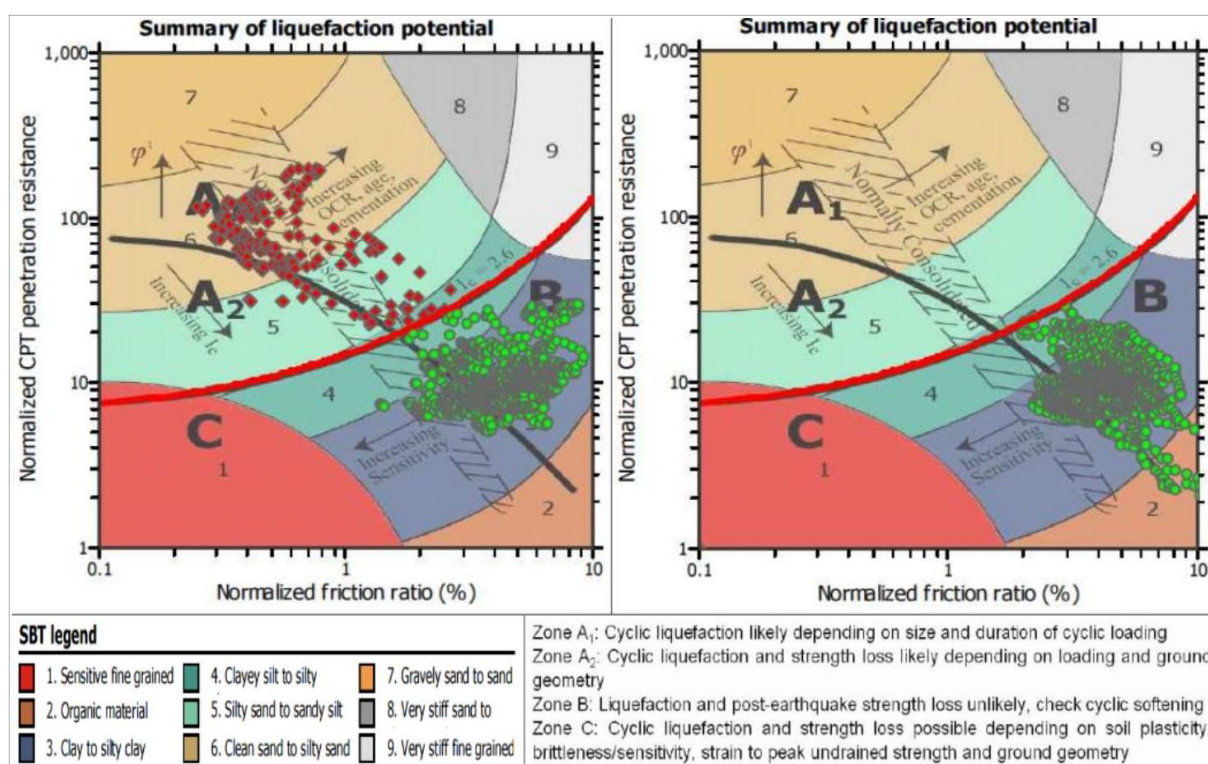 Summary of liquefaction potential
Normalized CPT penetration resistance
1,000
100
10
1
0.1
1
10
Normalized friction ratio (%)
7
8
9
φ'
A
6
Increasing
OCR, age,
cementation
A2
Increasing Ic
5
Ic = 2.6
B
4
C
1
Increasing
Sensitivity
2
Summary of liquefaction potential
Normalized CPT penetration resistance
1,000
100
10
1
0.1
1
10
Normalized friction ratio (%)
7
8
9
φ'
A1
6
Normally Consolidated
Increasing
OCR, age,
cementation
A2
Increasing Ic
5
Ic = 2.6
B
4
C
1
Increasing
Sensitivity
2
SBT legend
1. Sensitive fine grained
2. Organic material
3. Clay to silty clay
4. Clayey silt to silty
5. Silty sand to sandy silt
6. Clean sand to silty sand
7. Gravely sand to sand
8. Very stiff sand to
9. Very stiff fine grained
Zone A1: Cyclic liquefaction likely depending on size and duration of cyclic loading
Zone A2: Cyclic liquefaction and strength loss likely depending on loading and ground
geometry
Zone B: Liquefaction and post-earthquake strength loss unlikely, check cyclic softening
Zone C: Cyclic liquefaction and strength loss possible depending on soil plasticity
brittleness/sensitivity, strain to peak undrained strength and ground geometry